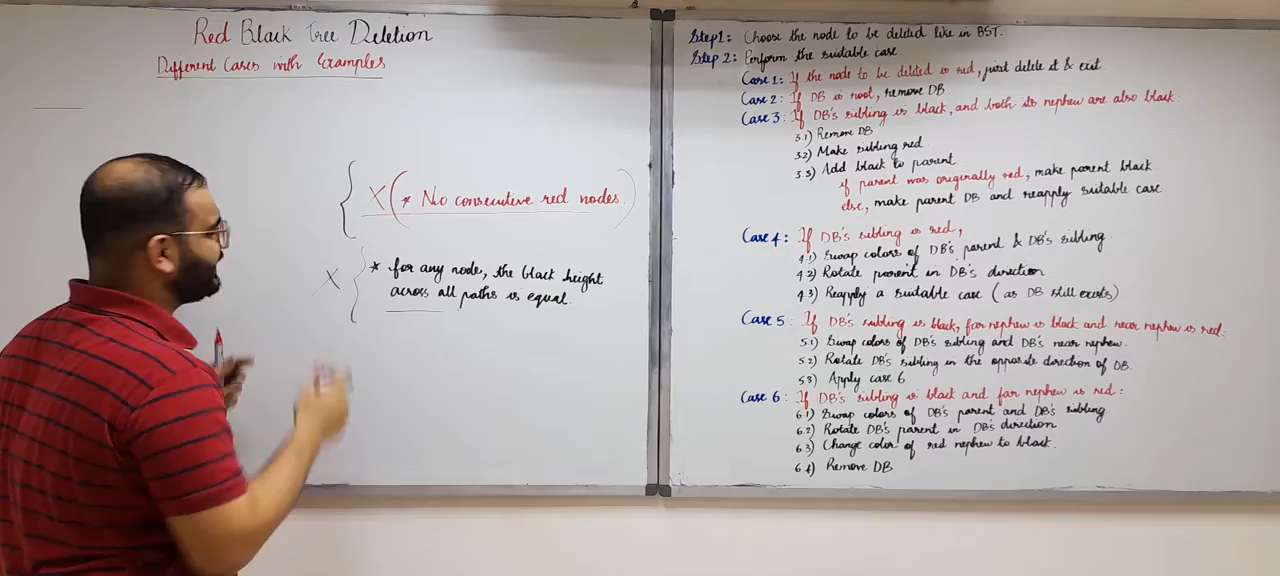 Red Black Tree Deletion
Different Cases with Examples
X ( * No consecutive red nodes. )
X * for any node, the black height
across all paths is equal.
Step1: Choose the node to be deleted like in BST.
Step 2: Perform the suitable case.
Case 1: If the node to be deleted is red, just delete it & exit.
Case 2: If DB is root, remove DB.
Case 3: If DB's sibling is black, and both its nephew are also black:
3.1) Remove DB
3.2) Make sibling red.
3.3) Add black to parent.
if parent was originally red, make parent black
else, make parent DB and reapply suitable case.
Case 4: If DB's sibling is red,
4.1) Swap colors of DB's parent & DB's sibling.
4.2) Rotate parent in DB's direction
4.3) Reapply a suitable case (as DB still exists)
Case 5: If DB's sibling is black, far nephew is black and near nephew is red:
5.1) Swap colors of DB's sibling and DB's near nephew.
5.2) Rotate DB's sibling in the opposite direction of DB.
5.3) Apply case 6.
Case 6: If DB's sibling is black and far nephew is red:
6.1) Swap colors of DB's parent and DB's sibling
6.2) Rotate DB's parent in DB's direction
6.3) Change color of red nephew to black.
6.4) Remove DB